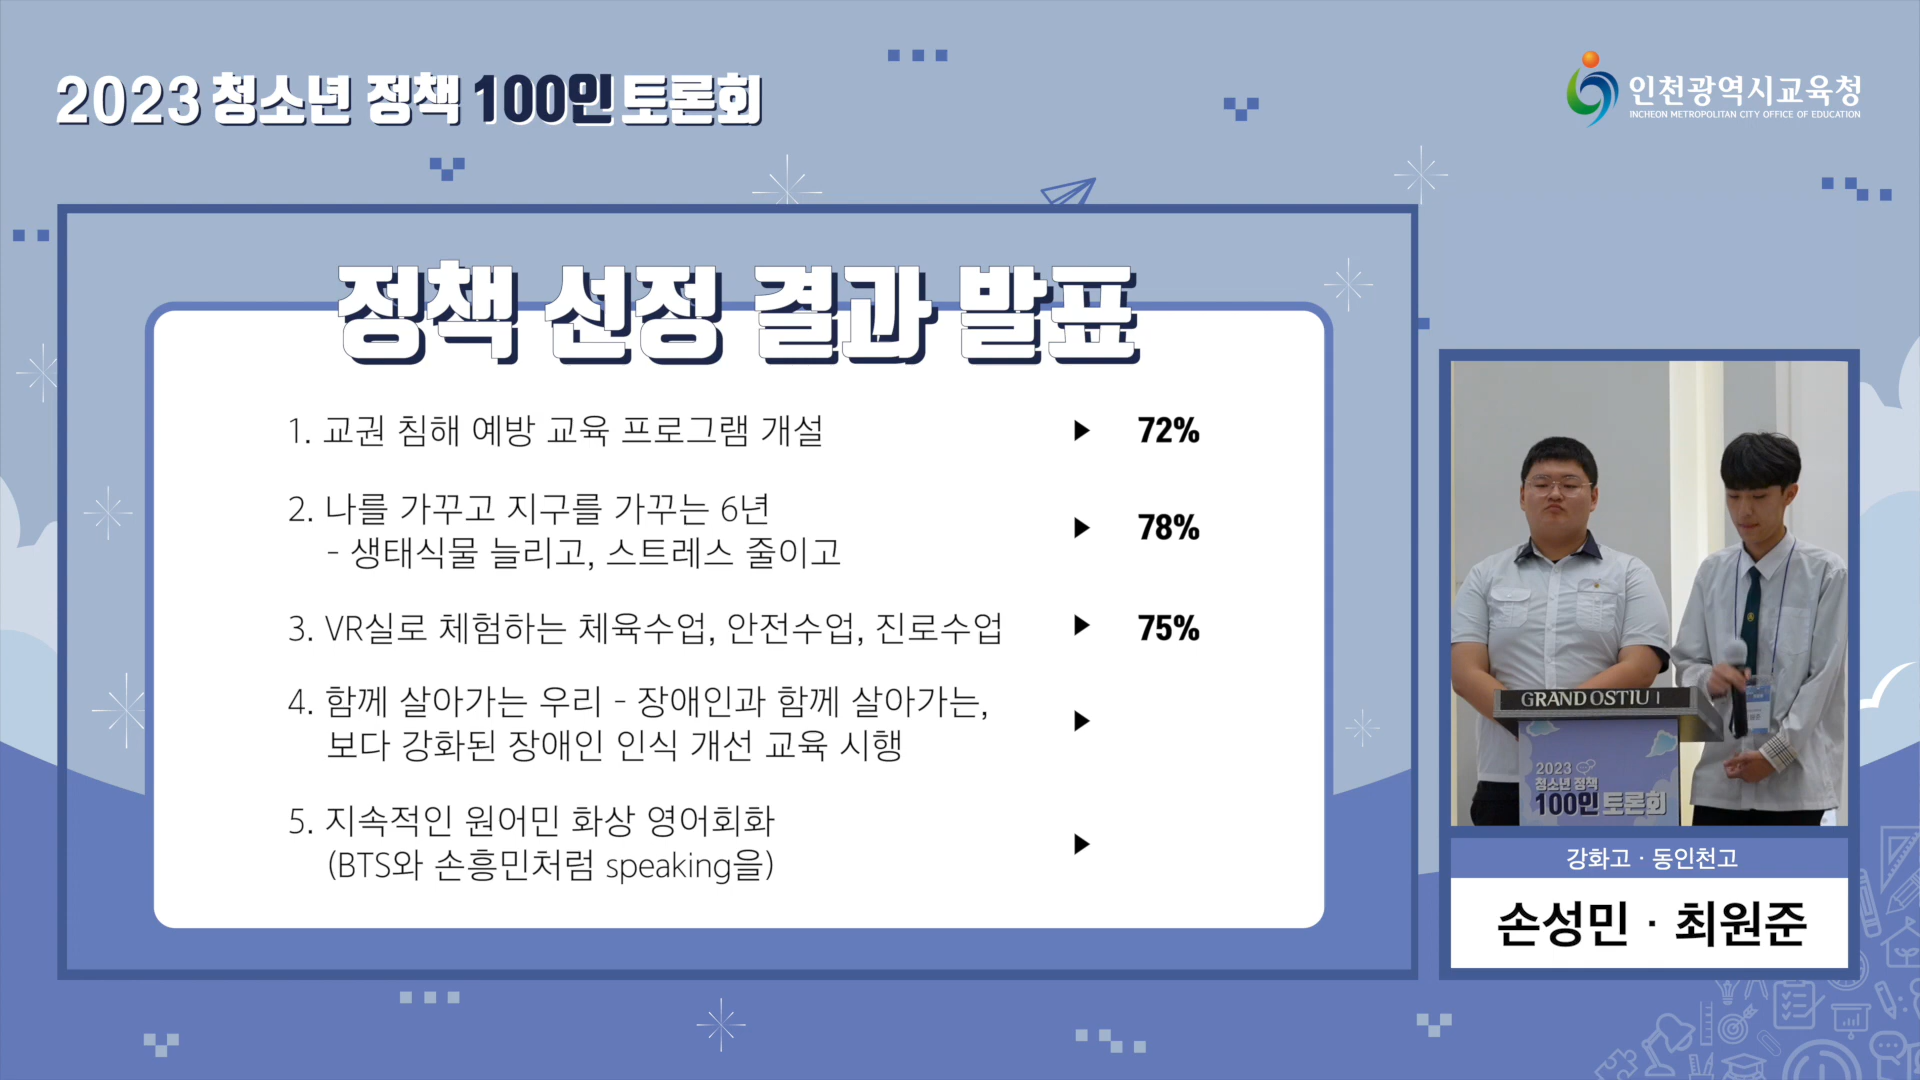 2023 청소년 정책 100인 토론회
인천광역시교육청
INCHEON METROPOLITAN CITY OFFICE OF EDUCATION
정책 선정 결과 발표
1. 교권 침해 예방 교육 프로그램 개설 ▶ 72%
2. 나를 가꾸고 지구를 가꾸는 6년
- 생태식물 늘리고, 스트레스 줄이고 ▶ 78%
3. VR실로 체험하는 체육수업, 안전수업, 진로수업 ▶ 75%
4. 함께 살아가는 우리 - 장애인과 함께 살아가는,
보다 강화된 장애인 인식 개선 교육 시행 ▶
5. 지속적인 원어민 화상 영어회화
(BTS와 손흥민처럼 speaking을) ▶
GRAND OSTIU
2023
청소년 정책
100인 토론회
강화고 · 동인천고
손성민 · 최원준